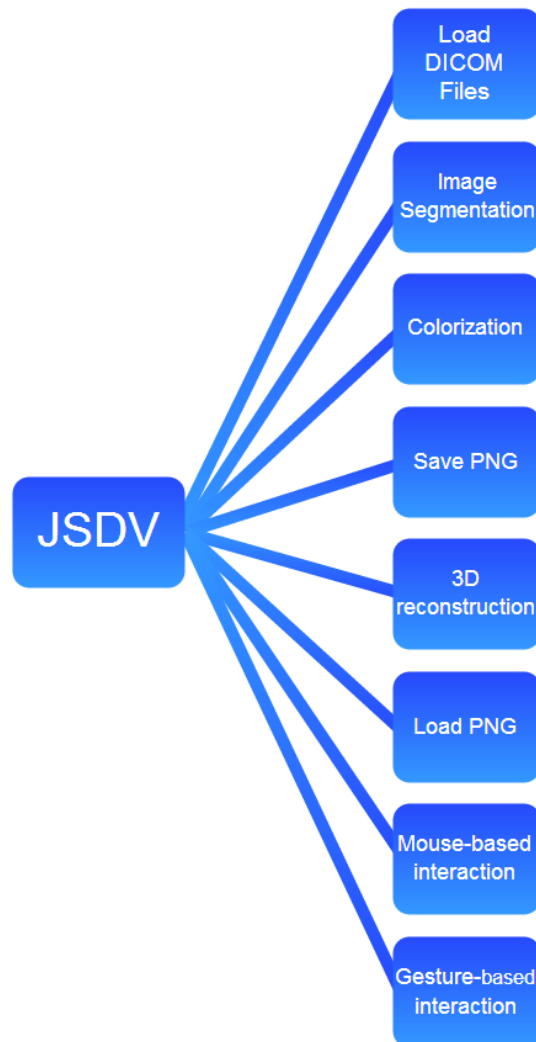 Load
DICOM
Files
Image
Segmentation
Colorization
Save PNG
JSDV
3D
reconstruction
Load PNG
Mouse-based
interaction
Gesture-based
interaction